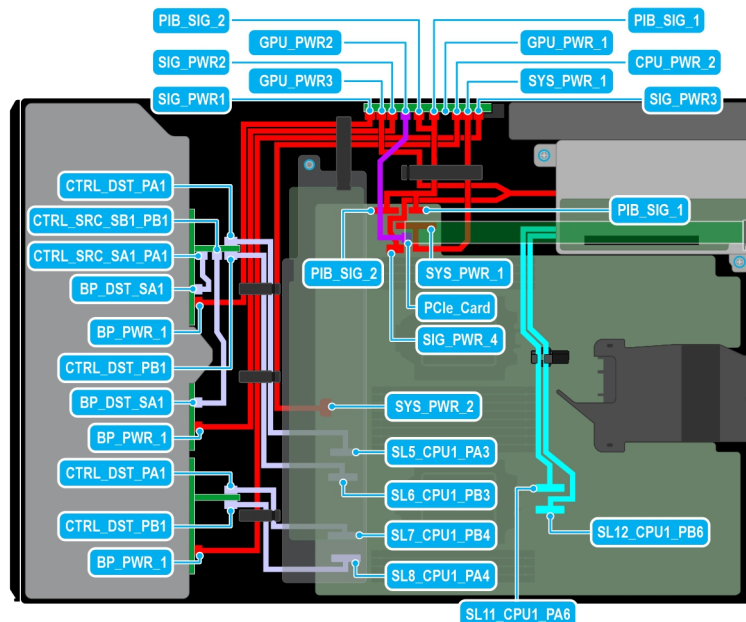 PIB_SIG_2
PIB_SIG_1
GPU_PWR2
GPU_PWR_1
SIG_PWR2
CPU_PWR_2
GPU_PWR3
SYS_PWR_1
SIG_PWR1
SIG_PWR3
CTRL_DST_PA1
CTRL_SRC_SB1_PB1
PIB_SIG_1
CTRL_SRC_SA1_PA1
PIB_SIG_2
SYS_PWR_1
BP_DST_SA1
PCIe_Card
BP_PWR_1
SIG_PWR_4
CTRL_DST_PB1
BP_DST_SA1
SYS_PWR_2
BP_PWR_1
SL5_CPU1_PA3
CTRL_DST_PA1
SL6_CPU1_PB3
CTRL_DST_PB1
SL7_CPU1_PB4
SL12_CPU1_PB6
BP_PWR_1
SL8_CPU1_PA4
SL11_CPU1_PA6